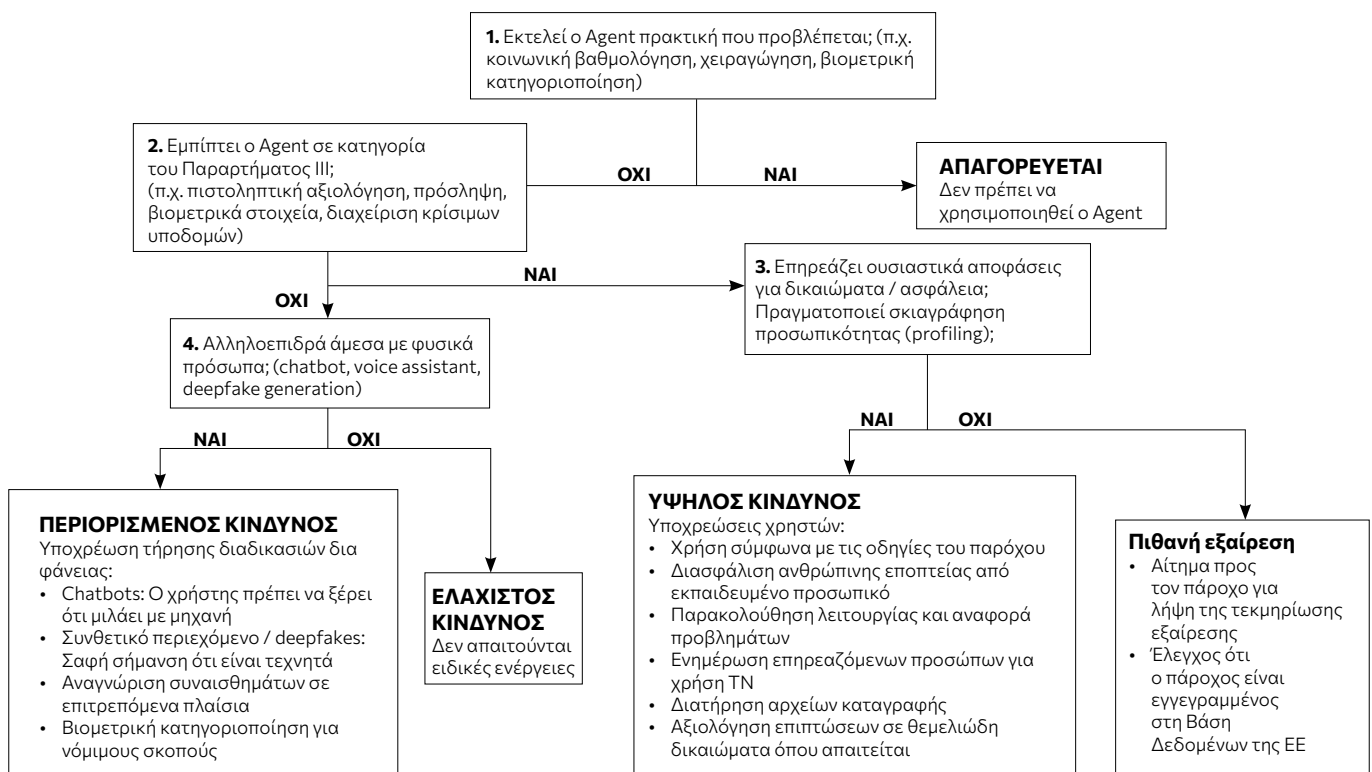 1. Εκτελεί ο Agent πρακτική που προβλέπεται; (π.χ.
κοινωνική βαθμολόγηση, χειραγώγηση, βιομετρική
κατηγοριοποίηση)
2. Εμπίπτει ο Agent σε κατηγορία
του Παραρτήματος III;
(π.χ. πιστοληπτική αξιολόγηση, πρόσληψη,
βιομετρικά στοιχεία, διαχείριση κρίσιμων
υποδομών)
ΟΧΙ
ΝΑΙ
ΑΠΑΓΟΡΕΥΕΤΑΙ
Δεν πρέπει να
χρησιμοποιηθεί ο Agent
ΝΑΙ
ΟΧΙ
3. Επηρεάζει ουσιαστικά αποφάσεις
για δικαιώματα / ασφάλεια;
Πραγματοποιεί σκιαγράφηση
προσωπικότητας (profiling);
4. Αλληλοεπιδρά άμεσα με φυσικά
πρόσωπα; (chatbot, voice assistant,
deepfake generation)
ΝΑΙ
ΟΧΙ
ΝΑΙ
ΟΧΙ
ΠΕΡΙΟΡΙΣΜΕΝΟΣ ΚΙΝΔΥΝΟΣ
Υποχρέωση τήρησης διαδικασιών δια
φάνειας:
• Chatbots: Ο χρήστης πρέπει να ξέρει
ότι μιλάει με μηχανή
• Συνθετικό περιεχόμενο / deepfakes:
Σαφή σήμανση ότι είναι τεχνητά
• Αναγνώριση συναισθημάτων σε
επιτρεπόμενα πλαίσια
• Βιομετρική κατηγοριοποίηση για
νόμιμους σκοπούς
ΕΛΑΧΙΣΤΟΣ
ΚΙΝΔΥΝΟΣ
Δεν απαιτούνται
ειδικές ενέργειες
ΥΨΗΛΟΣ ΚΙΝΔΥΝΟΣ
Υποχρεώσεις χρηστών:
• Χρήση σύμφωνα με τις οδηγίες του παρόχου
• Διασφάλιση ανθρώπινης εποπτείας από
εκπαιδευμένο προσωπικό
• Παρακολούθηση λειτουργίας και αναφορά
προβλημάτων
• Ενημέρωση επηρεαζόμενων προσώπων για
χρήση ΤΝ
• Διατήρηση αρχείων καταγραφής
• Αξιολόγηση επιπτώσεων σε θεμελιώδη
δικαιώματα όπου απαιτείται
Πιθανή εξαίρεση
• Αίτημα προς
τον πάροχο για
λήψη της τεκμηρίωσης
εξαίρεσης
• Έλεγχος ότι
ο πάροχος είναι
εγγεγραμμένος
στη Βάση
Δεδομένων της ΕΕ